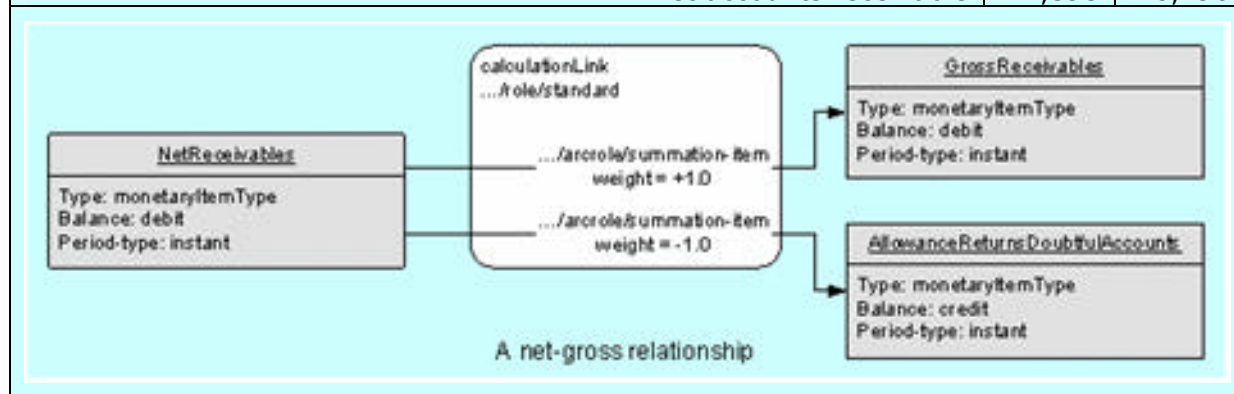 calculationLink
.../role/standard
GrossReceivables
Type: monetaryItemType
Balance: debit
Period-type: instant
NetReceivables
Type: monetaryItemType
Balance: debit
Period-type: instant
.../arcrole/summation-item
weight = +1.0
.../arcrole/summation-item
weight = -1.0
AllowanceReturnsDoubtfulAccounts
Type: monetaryItemType
Balance: credit
Period-type: instant
A net-gross relationship